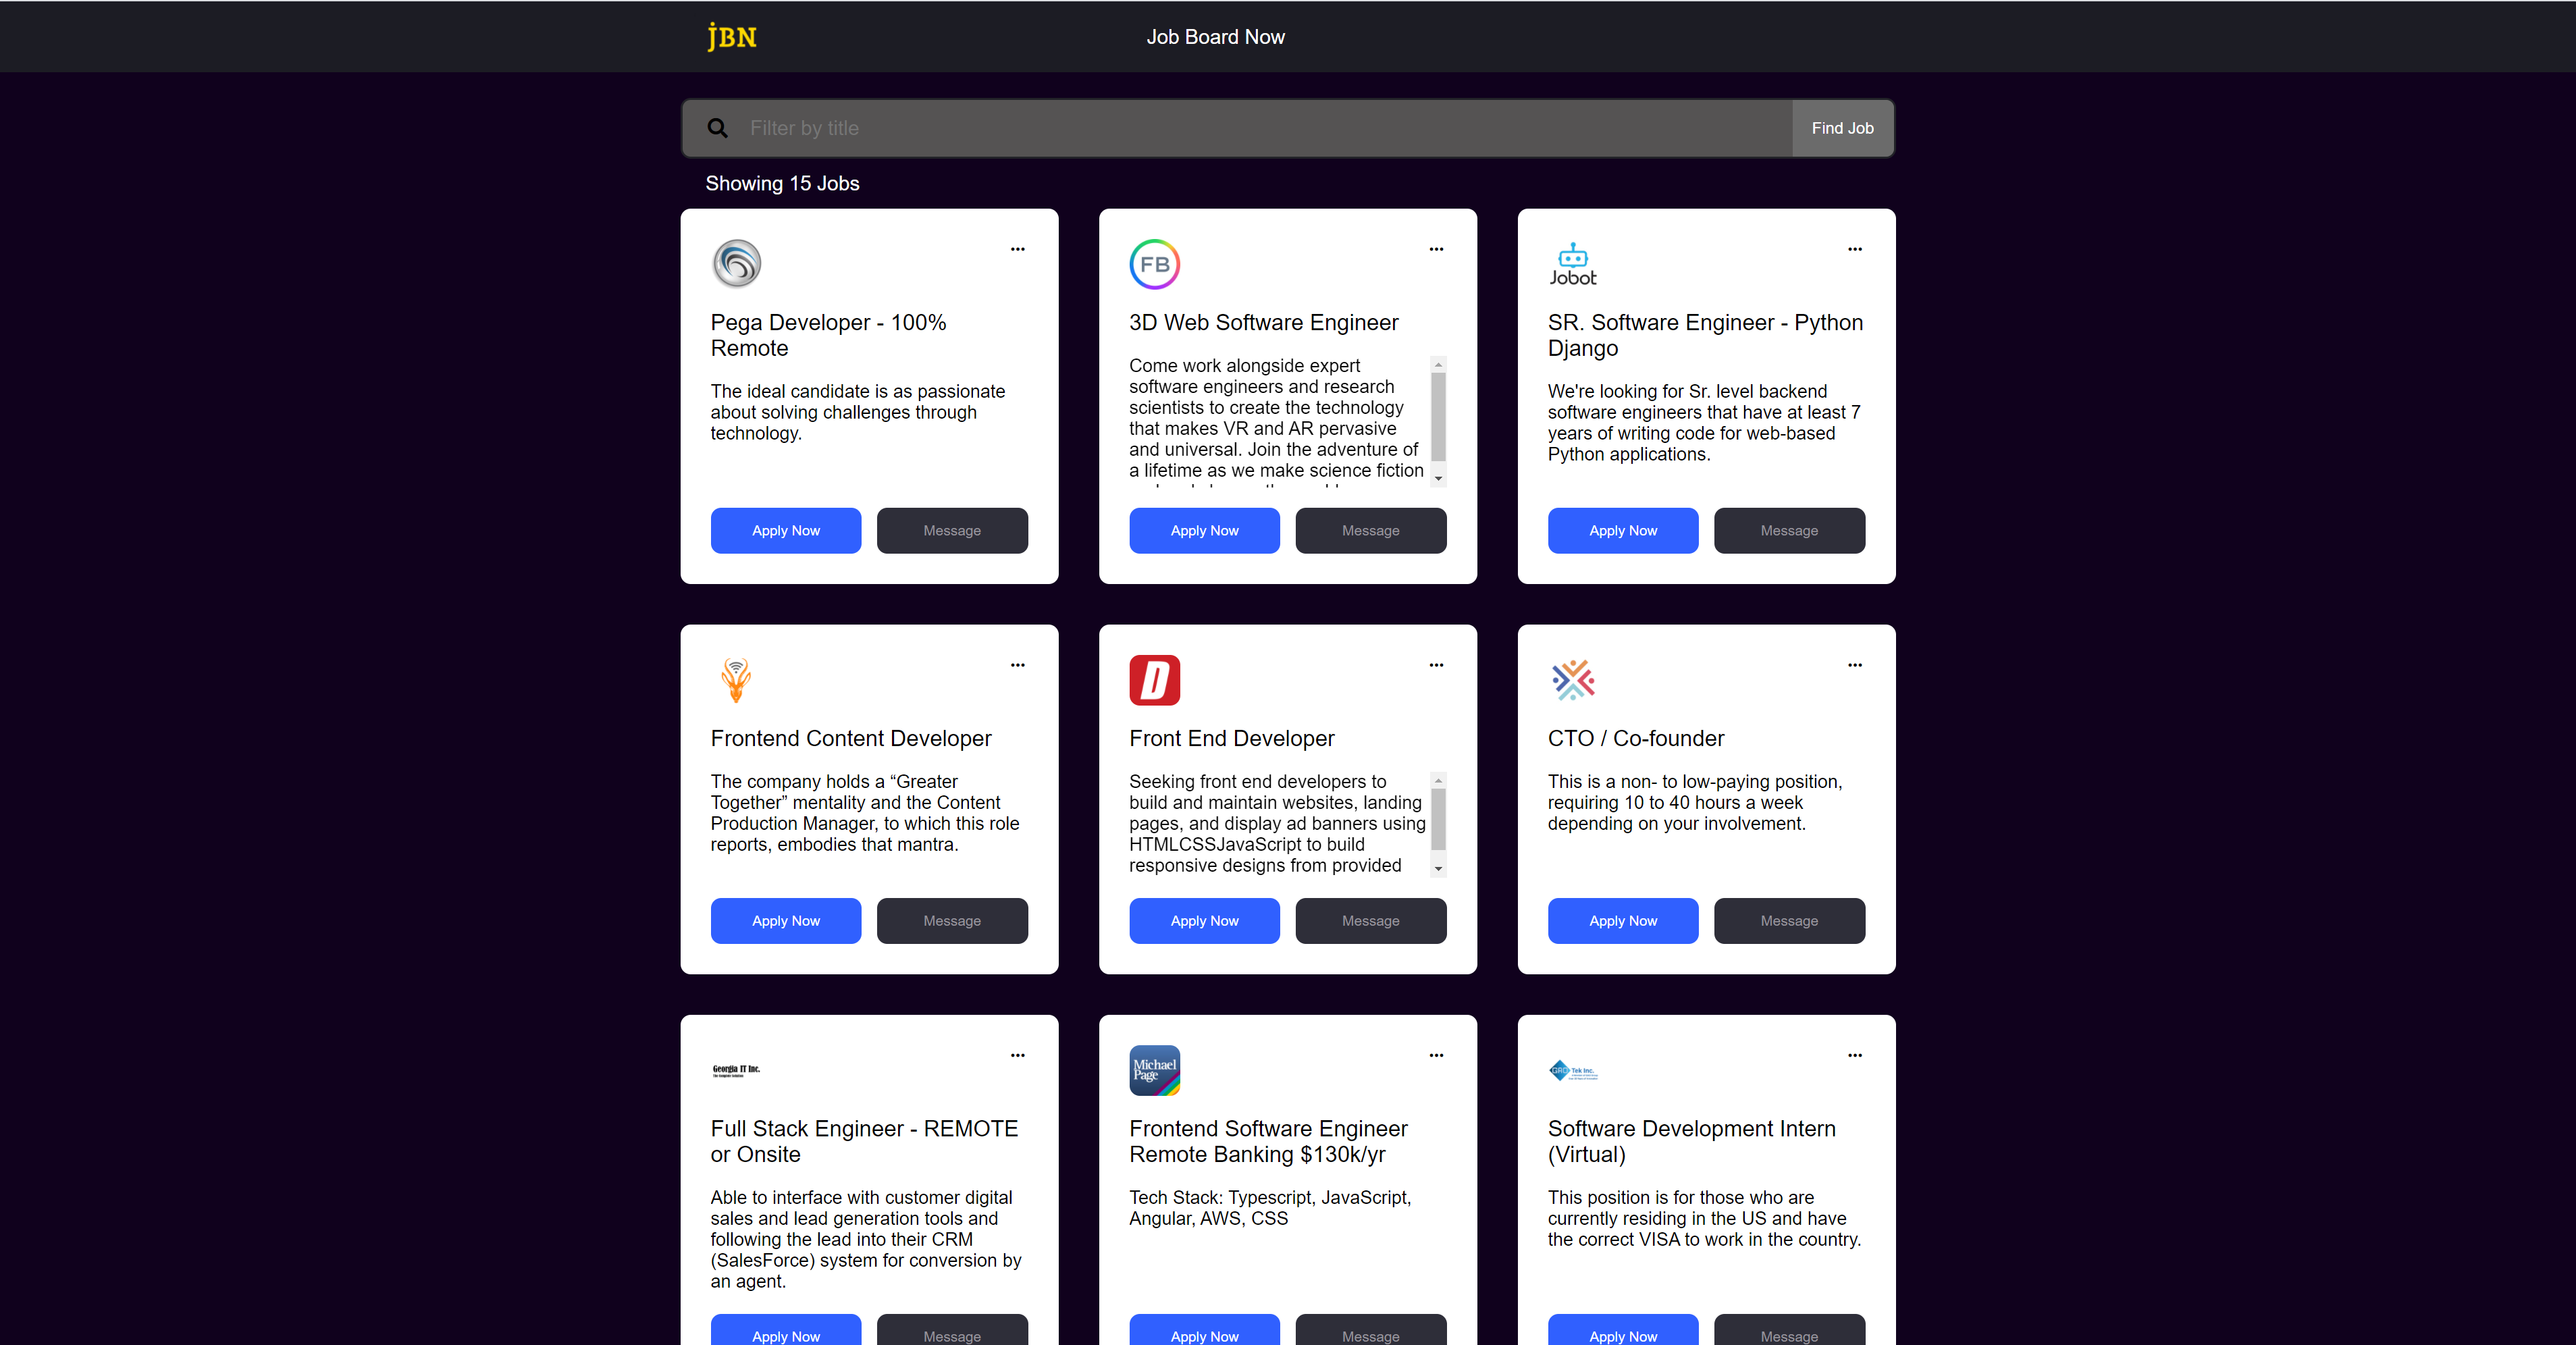 jBN
Job Board Now
Filter by title
Find Job
Showing 15 Jobs
Pega Developer - 100%
Remote
The ideal candidate is as passionate
about solving challenges through
technology.
Apply Now
Message
FB
3D Web Software Engineer
Come work alongside expert
software engineers and research
scientists to create the technology
that makes VR and AR pervasive
and universal. Join the adventure of
a lifetime as we make science fiction
Apply Now
Message
Jobot
SR. Software Engineer - Python
Django
We're looking for Sr. level backend
software engineers that have at least 7
years of writing code for web-based
Python applications.
Apply Now
Message
Frontend Content Developer
The company holds a “Greater
Together” mentality and the Content
Production Manager, to which this role
reports, embodies that mantra.
Apply Now
Message
D
Front End Developer
Seeking front end developers to
build and maintain websites, landing
pages, and display ad banners using
HTMLCSSJavaScript to build
responsive designs from provided
Apply Now
Message
CTO / Co-founder
This is a non- to low-paying position,
requiring 10 to 40 hours a week
depending on your involvement.
Apply Now
Message
Georgia IT Inc.
Full Stack Engineer - REMOTE
or Onsite
Able to interface with customer digital
sales and lead generation tools and
following the lead into their CRM
(SalesForce) system for conversion by
an agent.
Apply Now
Message
Michael
Page
Frontend Software Engineer
Remote Banking $130k/yr
Tech Stack: Typescript, JavaScript,
Angular, AWS, CSS
Apply Now
Message
GRD Tek Inc.
Software Development Intern
(Virtual)
This position is for those who are
currently residing in the US and have
the correct VISA to work in the country.
Apply Now
Message